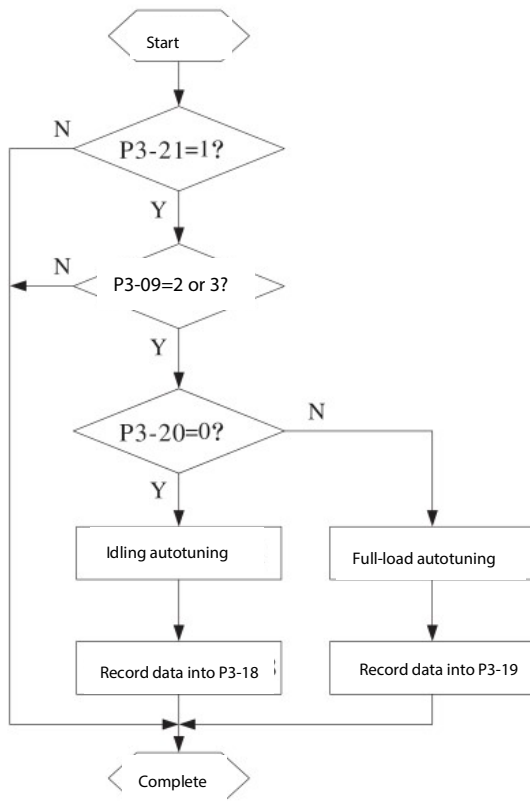 Start
N
P3-21=1?
Y
N
P3-09=2 or 3?
Y
N
P3-20=0?
Y
Idling autotuning
Full-load autotuning
Record data into P3-18
Record data into P3-19
Complete